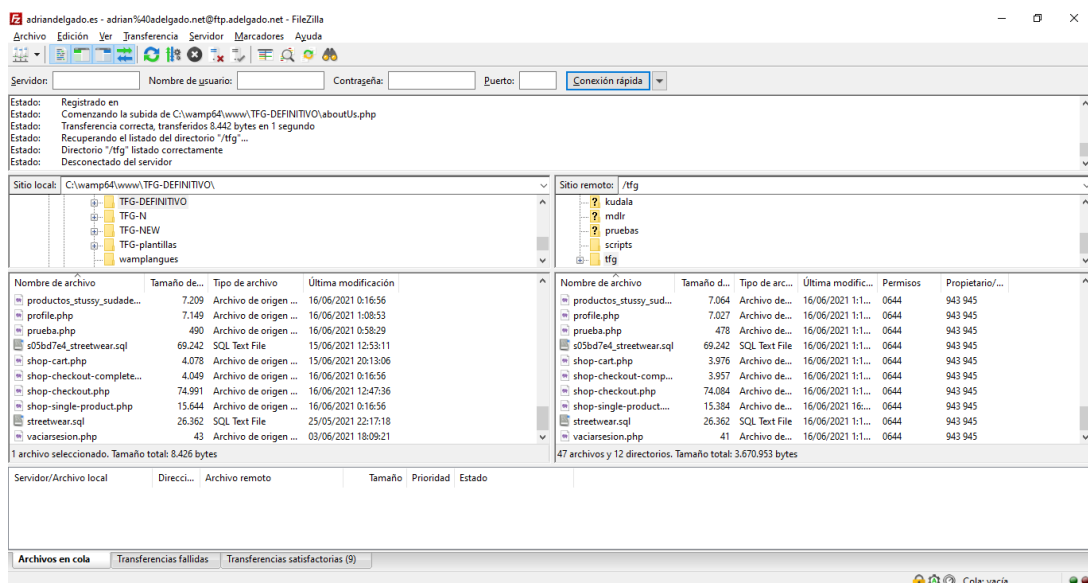 adriandelgado.es - adrian%40adelgado.net@ftp.adelgado.net - FileZilla
Archivo Edición Ver Transferencia Servidor Marcadores Ayuda
Servidor: Nombre de usuario: Contraseña: Puerto: Conexión rápida
Estado: Registrado en
Estado: Comenzando la subida de C:\wamp64\www\TFG-DEFINITIVO\aboutUs.php
Estado: Transferencia correcta, transferidos 8.442 bytes en 1 segundo
Estado: Recuperando el listado del directorio "/tfg"...
Estado: Directorio "/tfg" listado correctamente
Estado: Desconectado del servidor
Sitio local: C:\wamp64\www\TFG-DEFINITIVO\
TFG-DEFINITIVO
TFG-N
TFG-NEW
TFG-plantillas
wamplangues
Sitio remoto: /tfg
kudala
mdlr
pruebas
scripts
tfg
Nombre de archivo Tamaño de... Tipo de archivo Última modificación
productos_stussy_sudade... 7.209 Archivo de origen ... 16/06/2021 0:16:56
profile.php 7.149 Archivo de origen ... 16/06/2021 1:08:53
prueba.php 490 Archivo de origen ... 16/06/2021 0:58:29
s05bd7e4_streetwear.sql 69.242 SQL Text File 15/06/2021 12:53:11
shop-cart.php 4.078 Archivo de origen ... 15/06/2021 20:13:06
shop-checkout-complete... 4.049 Archivo de origen ... 16/06/2021 0:16:56
shop-checkout.php 74.991 Archivo de origen ... 16/06/2021 12:47:36
shop-single-product.php 15.644 Archivo de origen ... 16/06/2021 0:16:56
streetwear.sql 26.362 SQL Text File 25/05/2021 22:17:18
vaciarsesion.php 43 Archivo de origen ... 03/06/2021 18:09:21
1 archivo seleccionado. Tamaño total: 8.426 bytes
Nombre de archivo Tamaño d... Tipo de arc... Última modific... Permisos Propietario/...
productos_stussy_sud... 7.064 Archivo de... 16/06/2021 1:1... 0644 943 945
profile.php 7.027 Archivo de... 16/06/2021 1:1... 0644 943 945
prueba.php 478 Archivo de... 16/06/2021 1:1... 0644 943 945
s05bd7e4_streetwear.sql 69.242 SQL Text File 16/06/2021 1:1... 0644 943 945
shop-cart.php 3.976 Archivo de... 16/06/2021 1:1... 0644 943 945
shop-checkout-comp... 3.957 Archivo de... 16/06/2021 1:1... 0644 943 945
shop-checkout.php 74.084 Archivo de... 16/06/2021 1:1... 0644 943 945
shop-single-product.... 15.384 Archivo de... 16/06/2021 16:... 0644 943 945
streetwear.sql 26.362 SQL Text File 16/06/2021 1:1... 0644 943 945
vaciarsesion.php 41 Archivo de... 16/06/2021 1:1... 0644 943 945
47 archivos y 12 directorios. Tamaño total: 3.670.953 bytes
Servidor/Archivo local Direcci... Archivo remoto Tamaño Prioridad Estado
Archivos en cola Transferencias fallidas Transferencias satisfactorias (9)
Cola: vacía